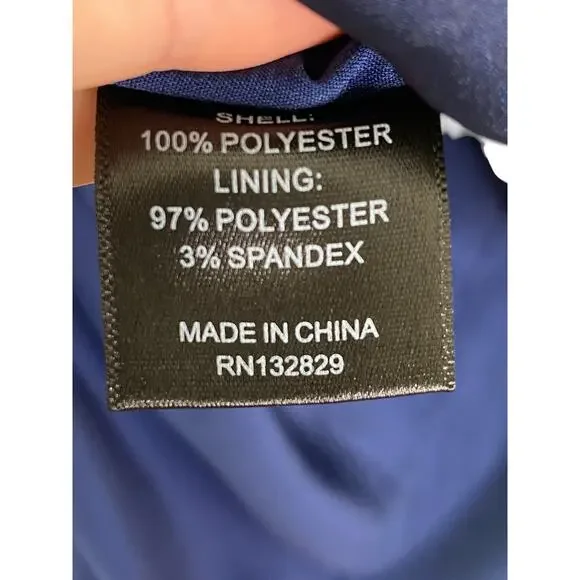 SHELL:
100% POLYESTER
LINING:
97% POLYESTER
3% SPANDEX
MADE IN CHINA
RN132829